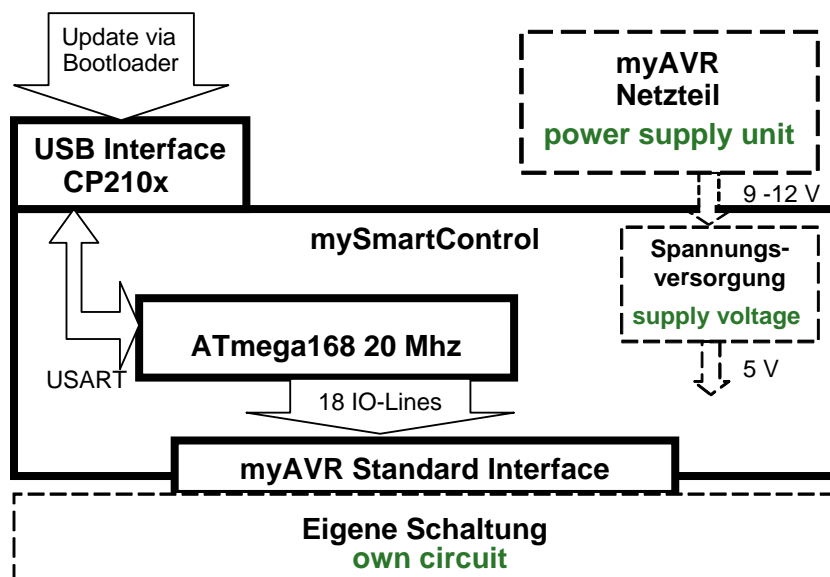 Update via
Bootloader
myAVR
Netzteil
power supply unit
USB Interface
CP210x
9 -12 V
mySmartControl
Spannungs-
versorgung
supply voltage
ATmega168 20 Mhz
USART
5 V
18 IO-Lines
myAVR Standard Interface
Eigene Schaltung
own circuit